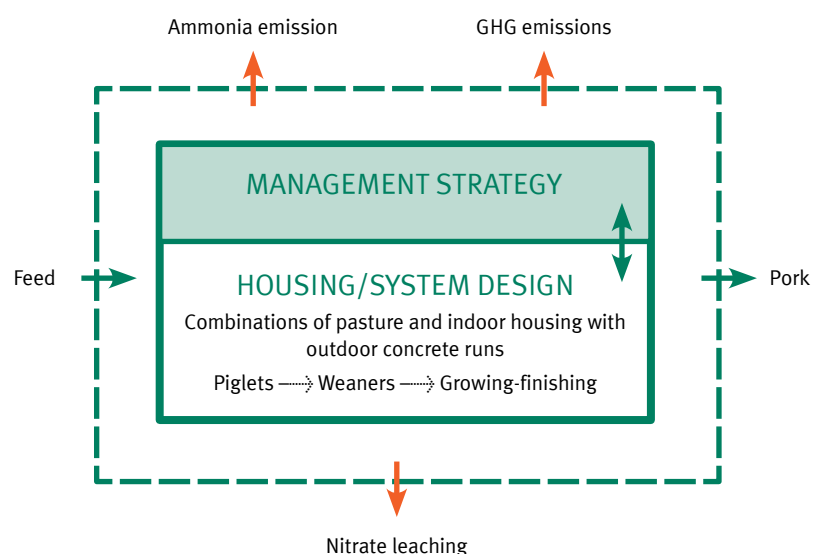 Ammonia emission
GHG emissions
MANAGEMENT STRATEGY
Feed
Pork
HOUSING/SYSTEM DESIGN
Combinations of pasture and indoor housing with
outdoor concrete runs
Piglets Weaners Growing-finishing
Nitrate leaching